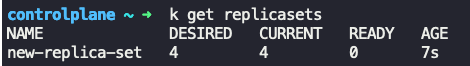 controlplane ~ ➜ k get replicasets
NAME DESIRED CURRENT READY AGE
new-replica-set 4 4 0 7s